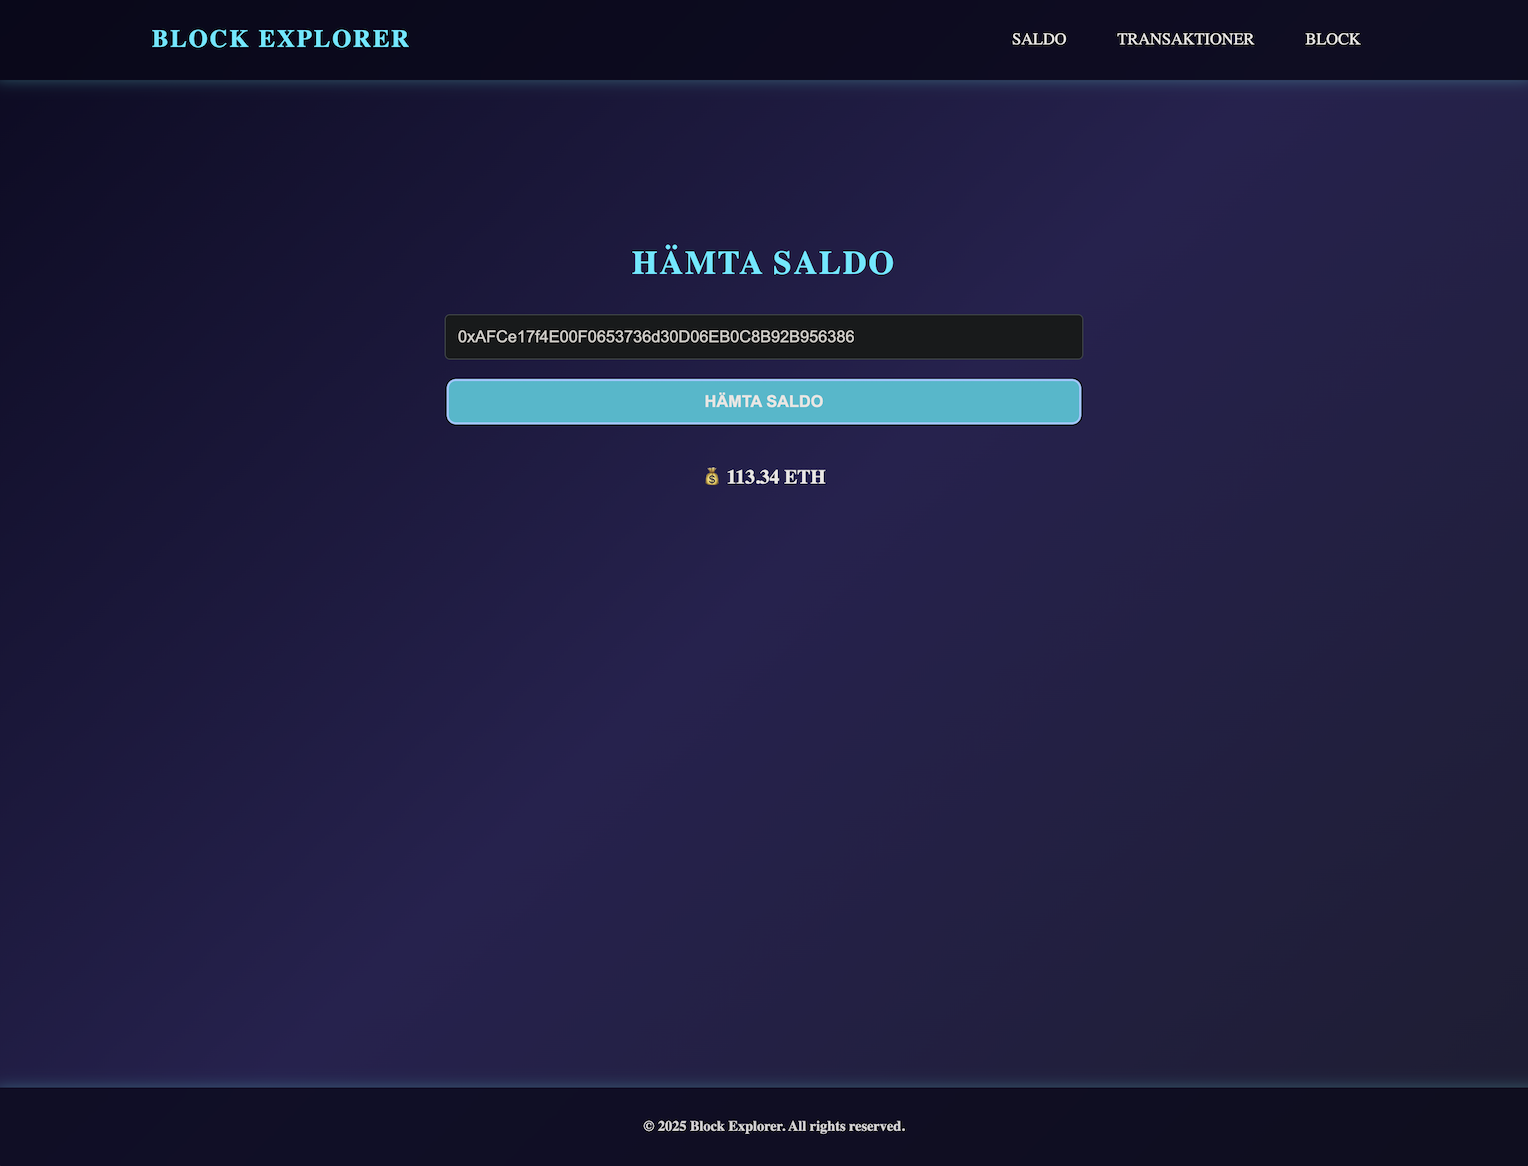 BLOCK EXPLORER
SALDO TRANSAKTIONER BLOCK
HÄMTA SALDO
0xAFCe17f4E00F0653736d30D06EB0C8B92B956386
HÄMTA SALDO
💰 113.34 ETH
© 2025 Block Explorer. All rights reserved.